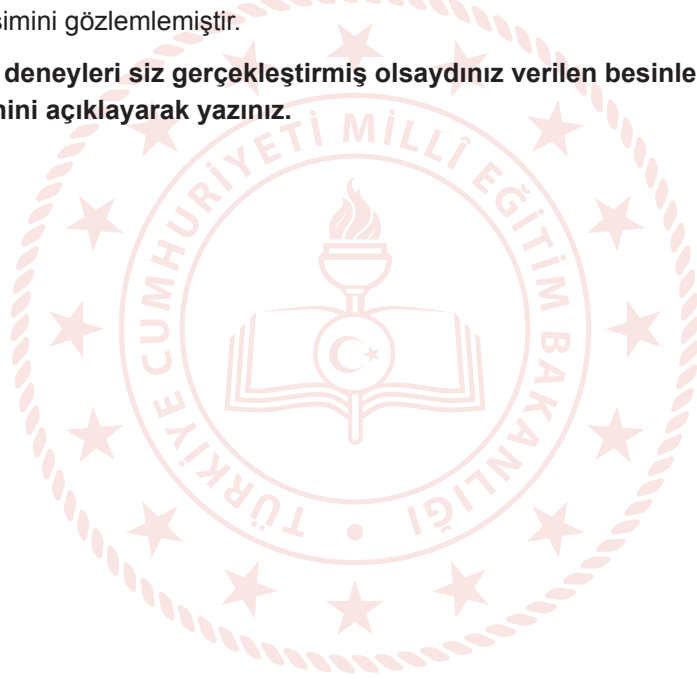 simini gözlemlemiştir.
deneyleri siz gerçekleştirmiş olsaydınız verilen besinle
nini açıklayarak yazınız.
TÜRKİYE CUMHURİYETİ MİLLÎ EĞİTİM BAKANLIĞI